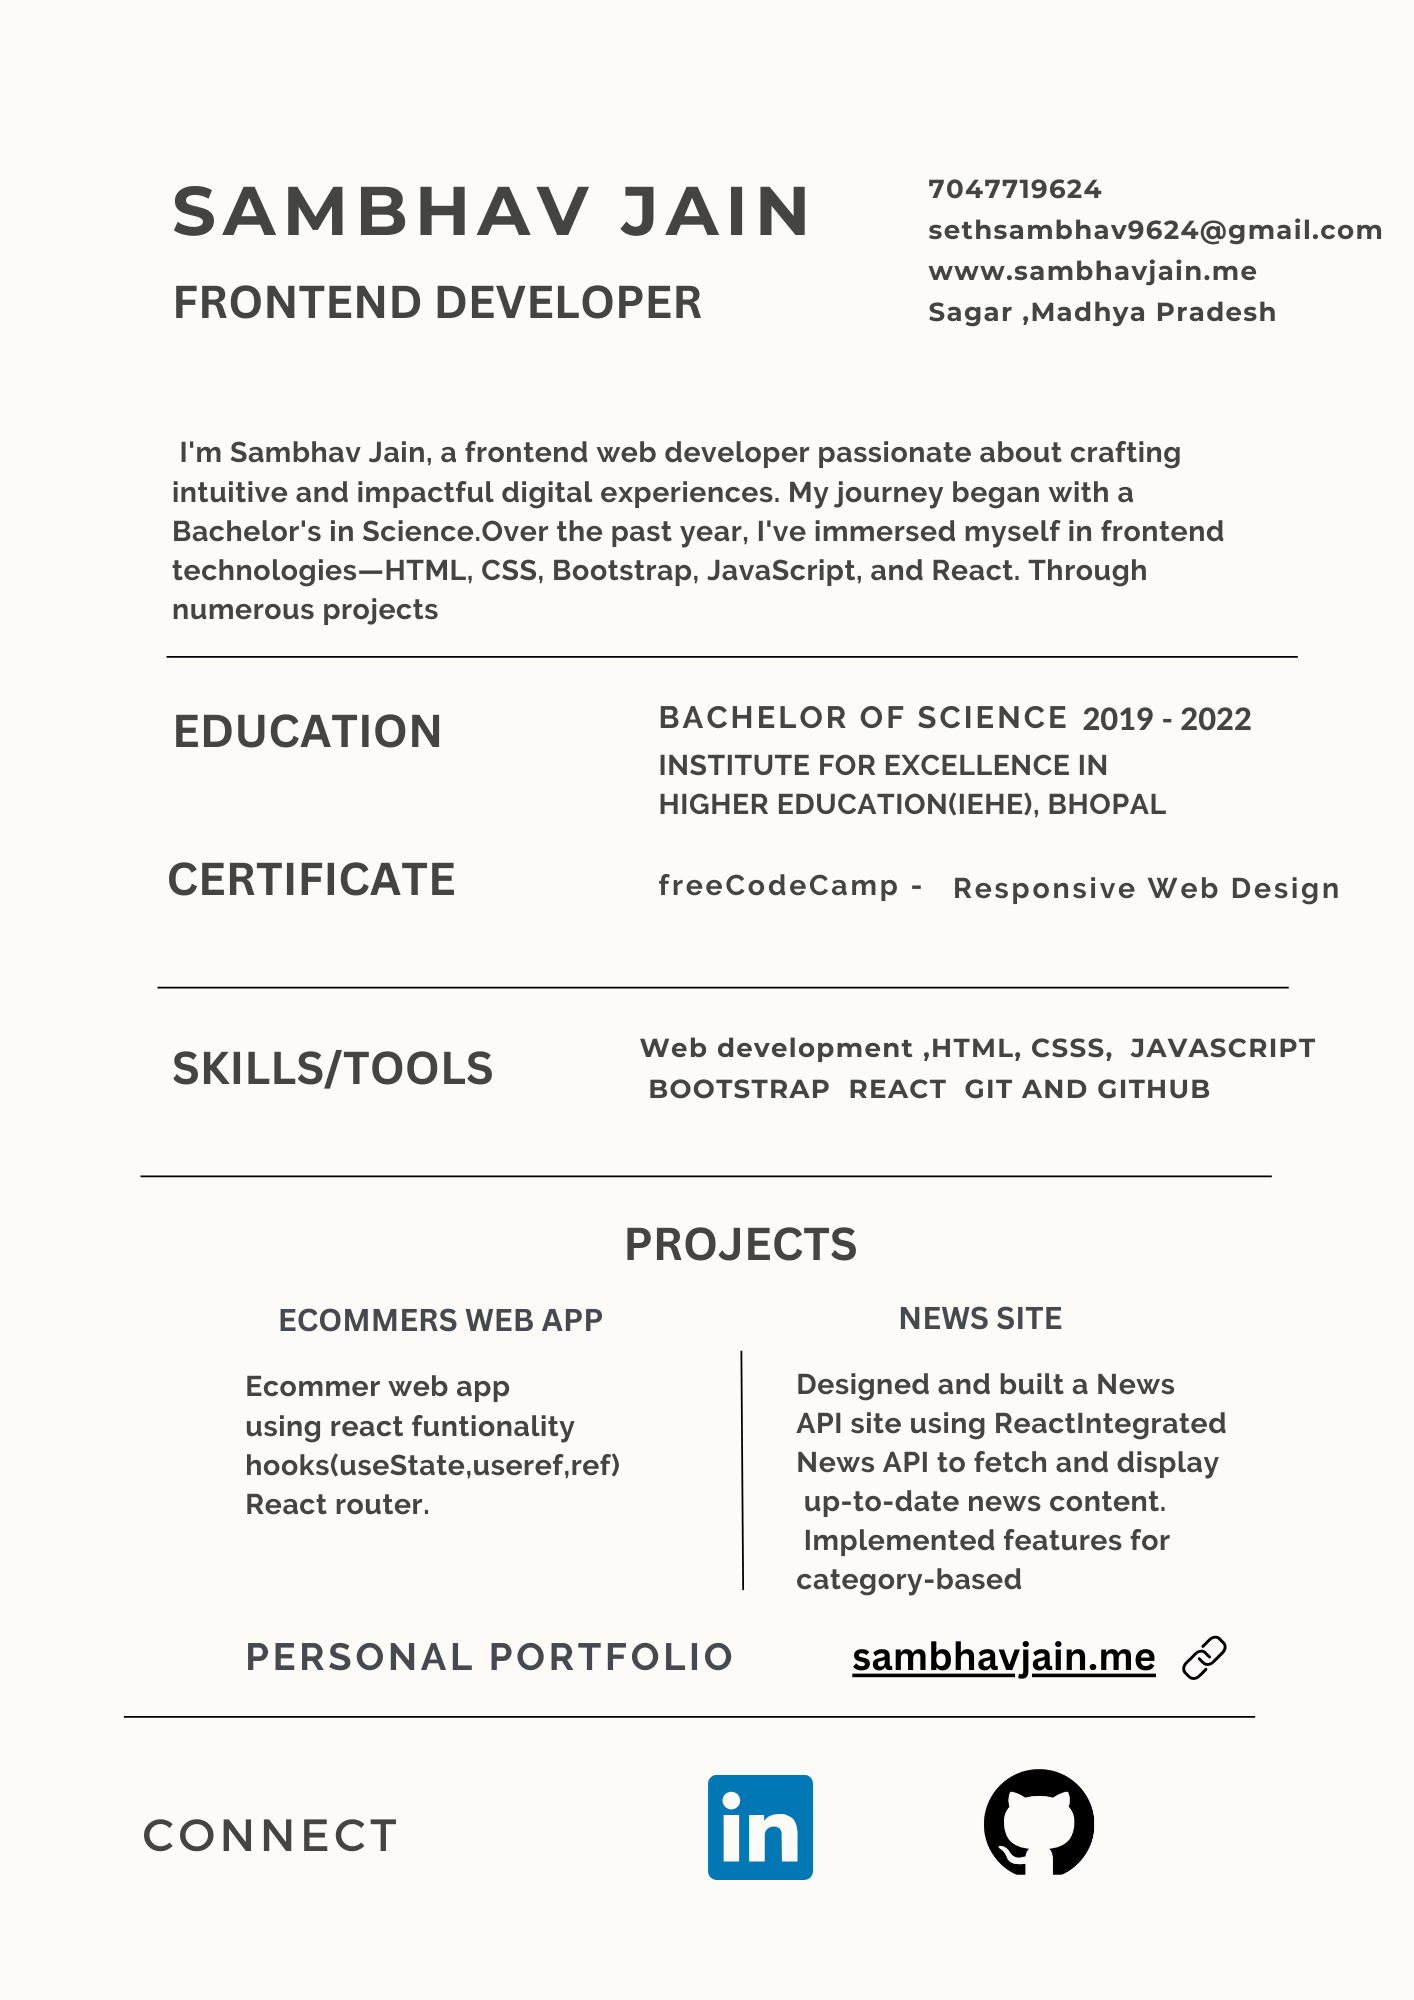 SAMBHAV JAIN
FRONTEND DEVELOPER
7047719624
sethsambhav9624@gmail.com
www.sambhavjain.me
Sagar ,Madhya Pradesh
I'm Sambhav Jain, a frontend web developer passionate about crafting
intuitive and impactful digital experiences. My journey began with a
Bachelor's in Science.Over the past year, I've immersed myself in frontend
technologies—HTML, CSS, Bootstrap, JavaScript, and React. Through
numerous projects
EDUCATION
BACHELOR OF SCIENCE 2019 - 2022
INSTITUTE FOR EXCELLENCE IN
HIGHER EDUCATION(IEHE), BHOPAL
CERTIFICATE
freeCodeCamp - Responsive Web Design
SKILLS/TOOLS
Web development ,HTML, CSSS, JAVASCRIPT
BOOTSTRAP REACT GIT AND GITHUB
PROJECTS
ECOMMERS WEB APP
Ecommer web app
using react funtionality
hooks(useState,useref,ref)
React router.
NEWS SITE
Designed and built a News
API site using ReactIntegrated
News API to fetch and display
up-to-date news content.
Implemented features for
category-based
PERSONAL PORTFOLIO
sambhavjain.me
CONNECT
in